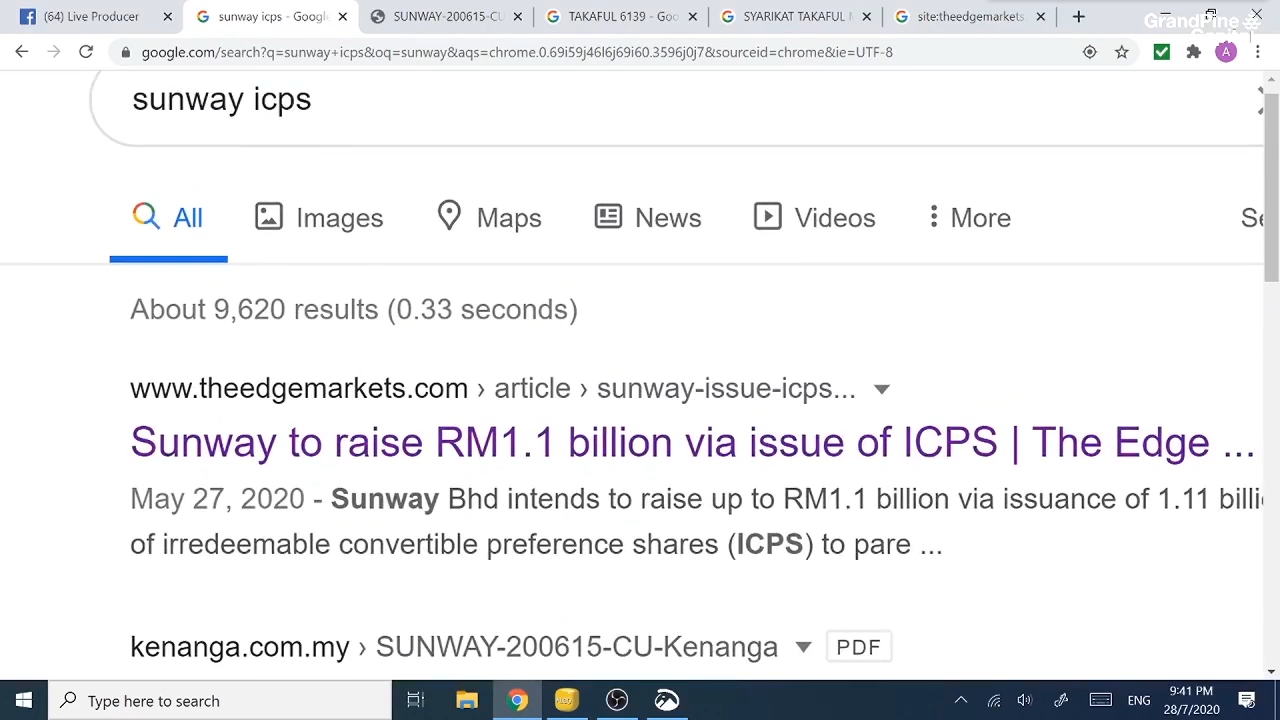 (64) Live Producer
sunway icps - Google
SUNWAY-200615-CU
TAKAFUL 6139 - Goo
SYARIKAT TAKAFUL M
site:theedgemarkets
GrandPine
Capital
google.com/search?q=sunway+icps&oq=sunway&aqs=chrome.0.69i59j46l6j69i60.3596j0j7&sourceid=chrome&ie=UTF-8
A
sunway icps
All
Images
Maps
News
Videos
More
Se
About 9,620 results (0.33 seconds)
www.theedgemarkets.com › article › sunway-issue-icps...
Sunway to raise RM1.1 billion via issue of ICPS | The Edge ...
May 27, 2020 - Sunway Bhd intends to raise up to RM1.1 billion via issuance of 1.11 billi
of irredeemable convertible preference shares (ICPS) to pare ...
kenanga.com.my › SUNWAY-200615-CU-Kenanga
PDF
Type here to search
ENG
9:41 PM
28/7/2020